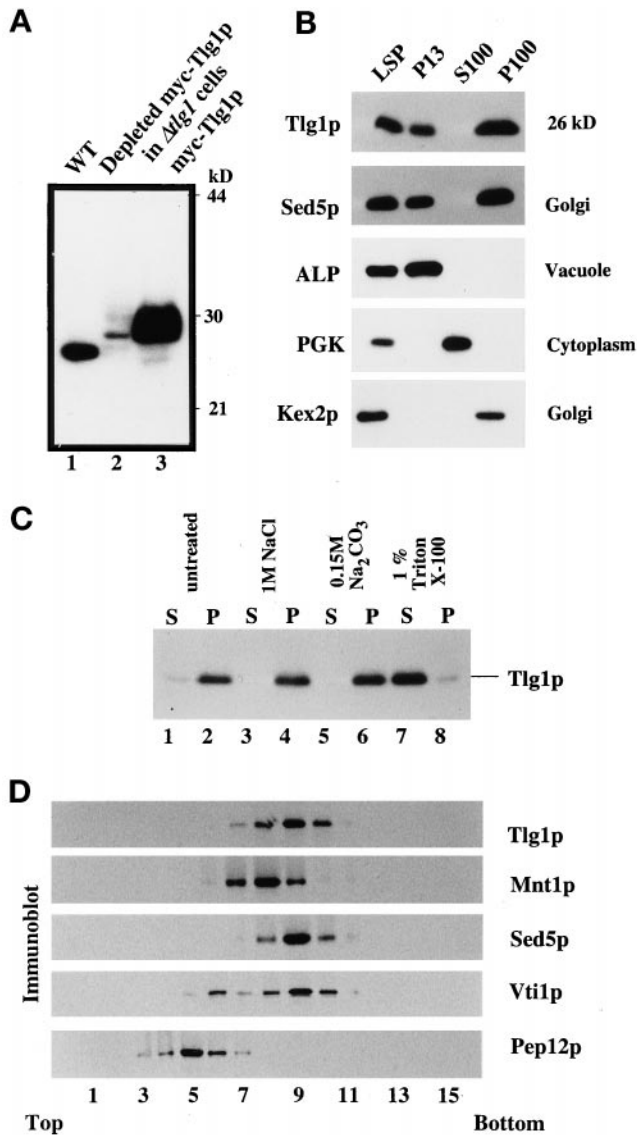 A
WT
Depleted myc-Tlg1p
in Δtlg1 cells
myc-Tlg1p
kD
44
30
21
1 2 3
B
LSP P13 S100 P100
Tlg1p 26 kD
Sed5p Golgi
ALP Vacuole
PGK Cytoplasm
Kex2p Golgi
C
untreated
1M NaCl
0.15M
Na2CO3
1 %
Triton
X-100
S P S P S P S P
Tlg1p
1 2 3 4 5 6 7 8
D
Immunoblot
Tlg1p
Mnt1p
Sed5p
Vti1p
Pep12p
1 3 5 7 9 11 13 15
Top Bottom